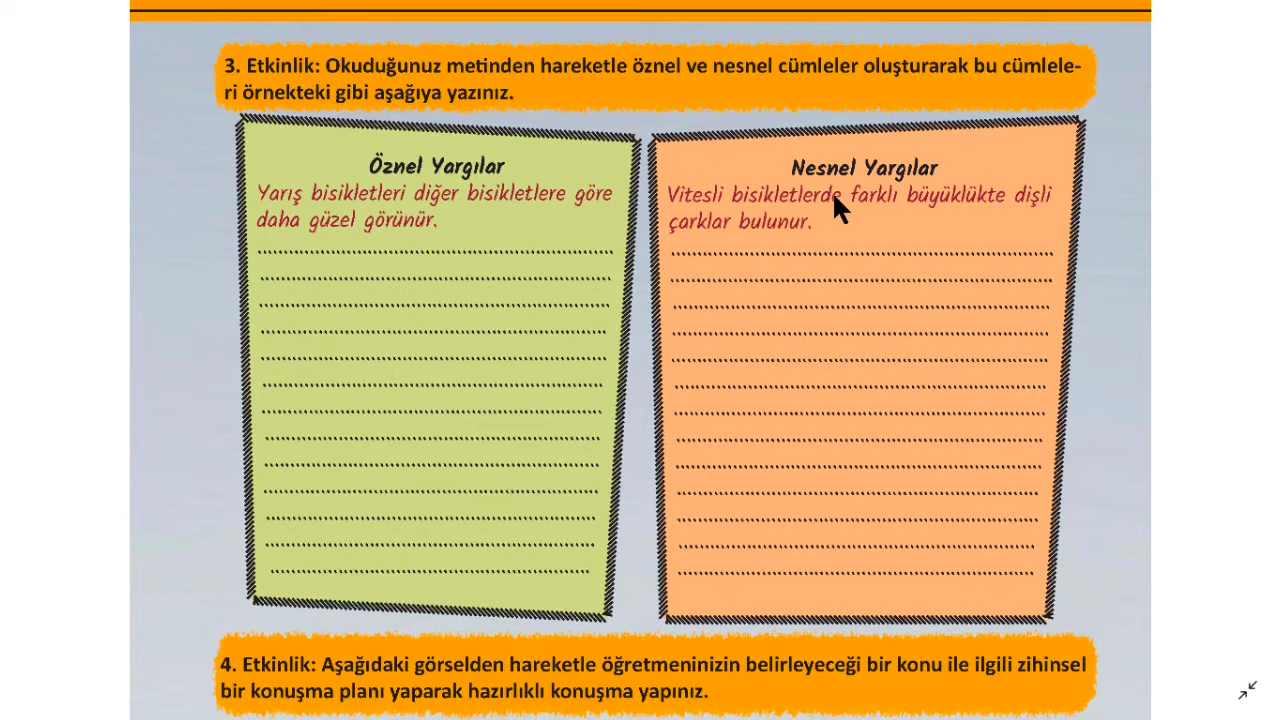 3. Etkinlik: Okuduğunuz metinden hareketle öznel ve nesnel cümleler oluşturarak bu cümlele-
ri örnekteki gibi aşağıya yazınız.
Öznel Yargılar
Yarış bisikletleri diğer bisikletlere göre
daha güzel görünür.
Nesnel Yargılar
Vitesli bisikletlerde farklı büyüklükte dişli
çarklar bulunur.
4. Etkinlik: Aşağıdaki görselden hareketle öğretmeninizin belirleyeceği bir konu ile ilgili zihinsel
bir konuşma planı yaparak hazırlıklı konuşma yapınız.